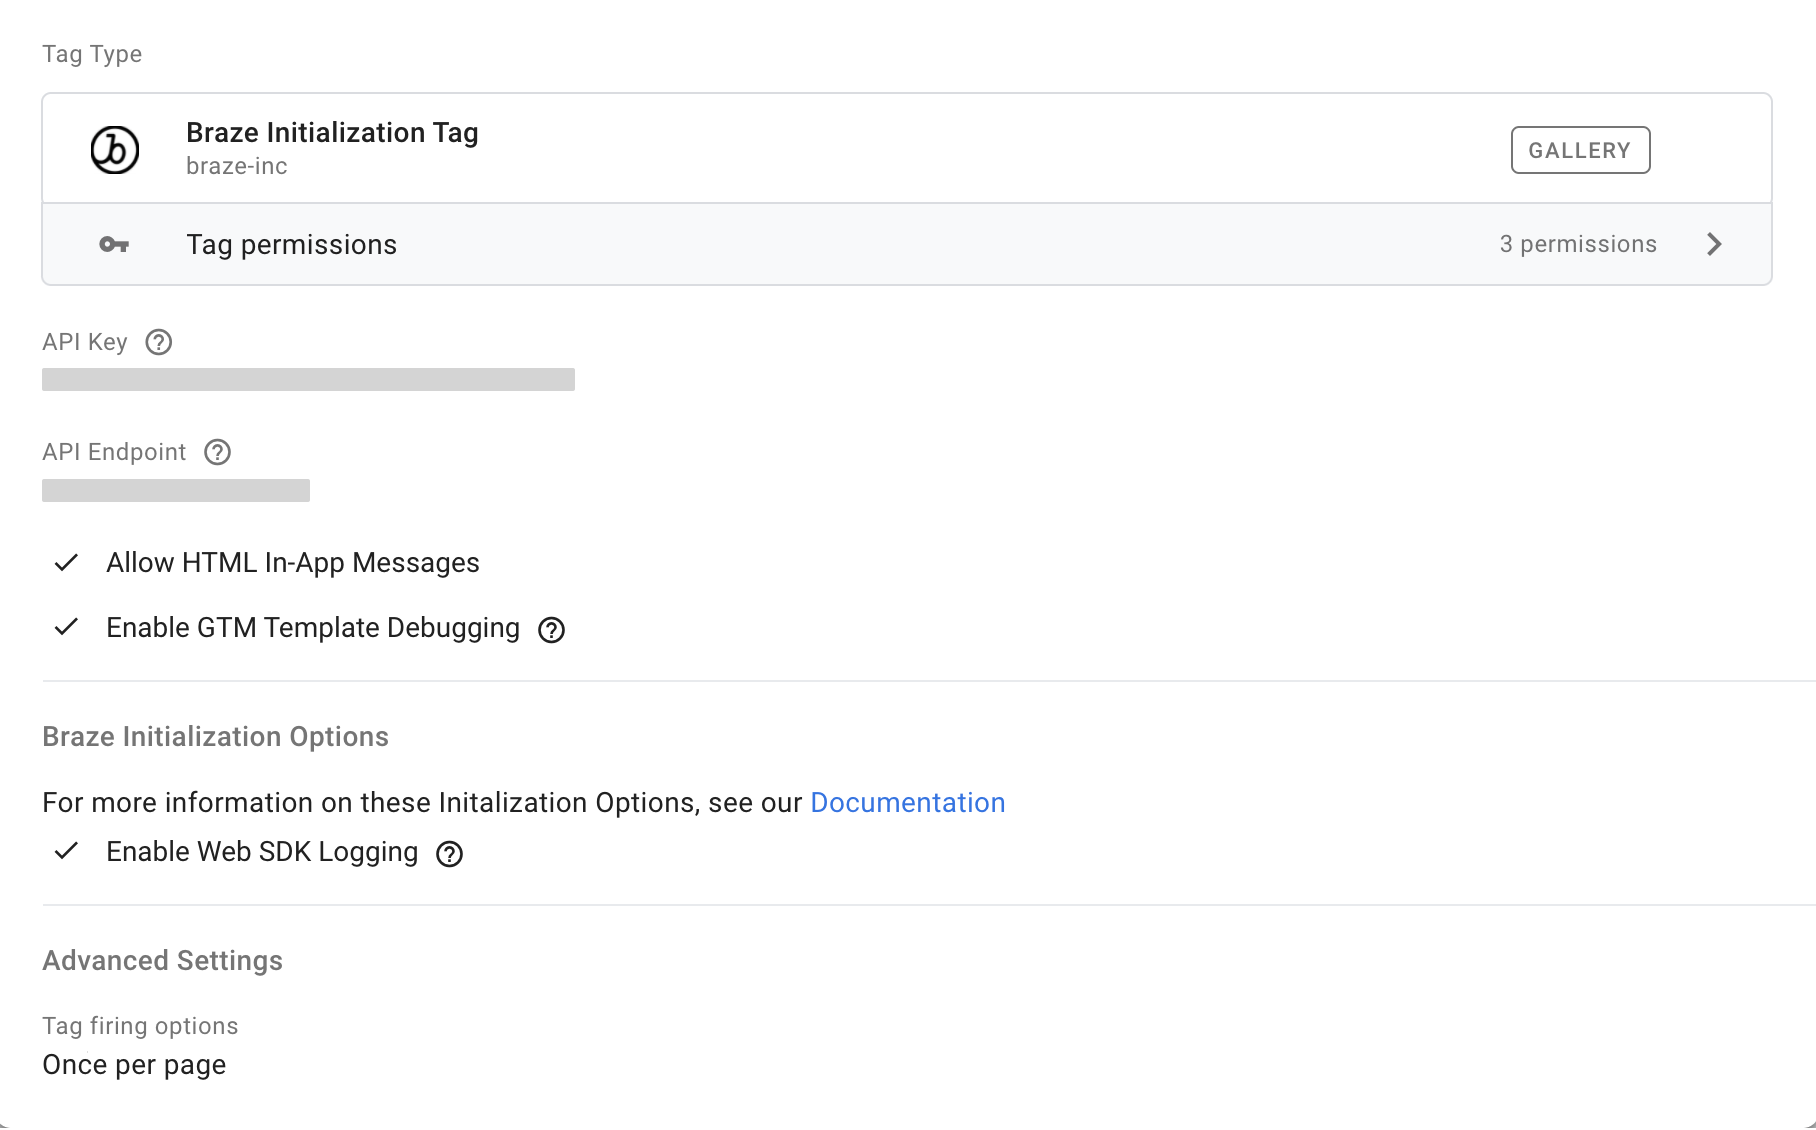 Tag Type
Braze Initialization Tag
braze-inc
GALLERY
Tag permissions
3 permissions
API Key
API Endpoint
Allow HTML In-App Messages
Enable GTM Template Debugging
Braze Initialization Options
For more information on these Initalization Options, see our Documentation
Enable Web SDK Logging
Advanced Settings
Tag firing options
Once per page